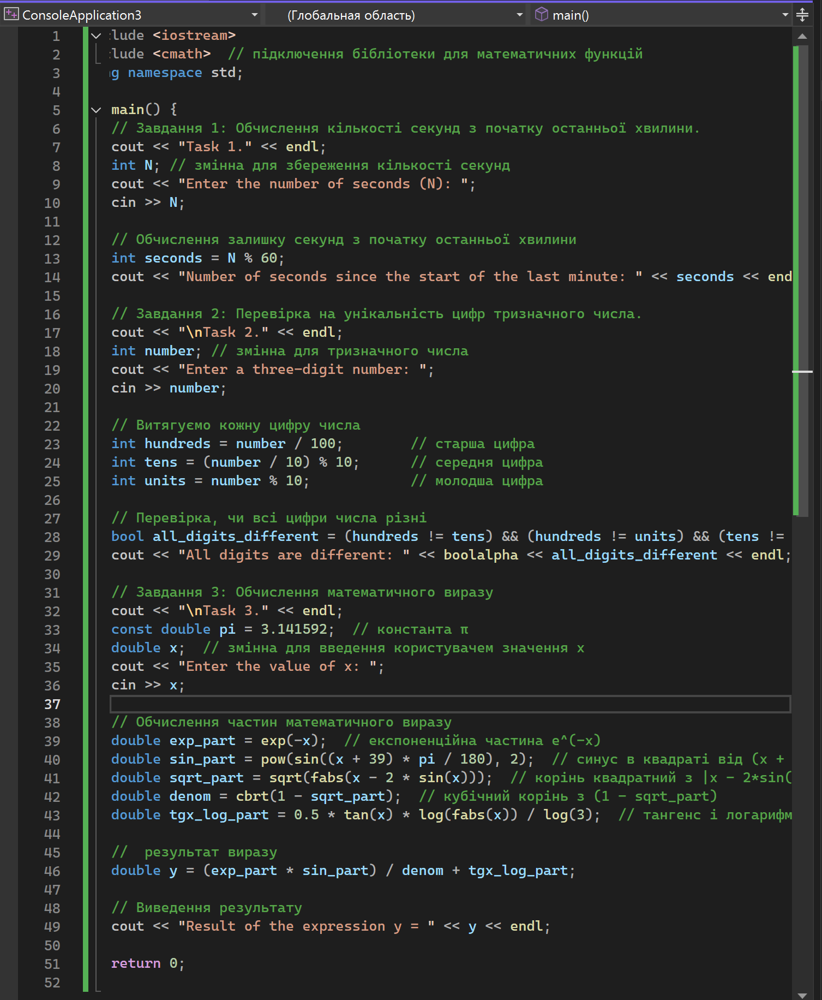 ConsoleApplication3 (Глобальная область) main()
1 lude <iostream>
2 lude <cmath>  // підключення бібліотеки для математичних функцій
3 g namespace std;
4
5 main() {
6 // Завдання 1: Обчислення кількості секунд з початку останньої хвилини.
7 cout << "Task 1." << endl;
8 int N; // змінна для збереження кількості секунд
9 cout << "Enter the number of seconds (N): ";
10 cin >> N;
11
12 // Обчислення залишку секунд з початку останньої хвилини
13 int seconds = N % 60;
14 cout << "Number of seconds since the start of the last minute: " << seconds << end
15
16 // Завдання 2: Перевірка на унікальність цифр тризначного числа.
17 cout << "\nTask 2." << endl;
18 int number; // змінна для тризначного числа
19 cout << "Enter a three-digit number: ";
20 cin >> number;
21
22 // Витягуємо кожну цифру числа
23 int hundreds = number / 100;        // старша цифра
24 int tens = (number / 10) % 10;      // середня цифра
25 int units = number % 10;            // молодша цифра
26
27 // Перевірка, чи всі цифри числа різні
28 bool all_digits_different = (hundreds != tens) && (hundreds != units) && (tens !=
29 cout << "All digits are different: " << boolalpha << all_digits_different << endl;
30
31 // Завдання 3: Обчислення математичного виразу
32 cout << "\nTask 3." << endl;
33 const double pi = 3.141592;  // константа π
34 double x;  // змінна для введення користувачем значення x
35 cout << "Enter the value of x: ";
36 cin >> x;
37
38 // Обчислення частин математичного виразу
39 double exp_part = exp(-x);  // експоненційна частина e^(-x)
40 double sin_part = pow(sin((x + 39) * pi / 180), 2);  // синус в квадраті від (x +
41 double sqrt_part = sqrt(fabs(x - 2 * sin(x)));  // корінь квадратний з |x - 2*sin(
42 double denom = cbrt(1 - sqrt_part);  // кубічний корінь з (1 - sqrt_part)
43 double tgx_log_part = 0.5 * tan(x) * log(fabs(x)) / log(3);  // тангенс і логарифм
44
45 //  результат виразу
46 double y = (exp_part * sin_part) / denom + tgx_log_part;
47
48 // Виведення результату
49 cout << "Result of the expression y = " << y << endl;
50
51 return 0;
52